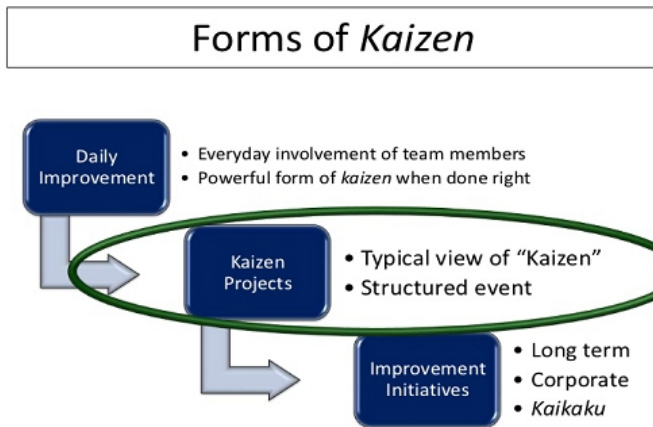 Forms of Kaizen
Daily
Improvement
• Everyday involvement of team members
• Powerful form of kaizen when done right
Kaizen
Projects
• Typical view of “Kaizen”
• Structured event
Improvement
Initiatives
• Long term
• Corporate
• Kaikaku